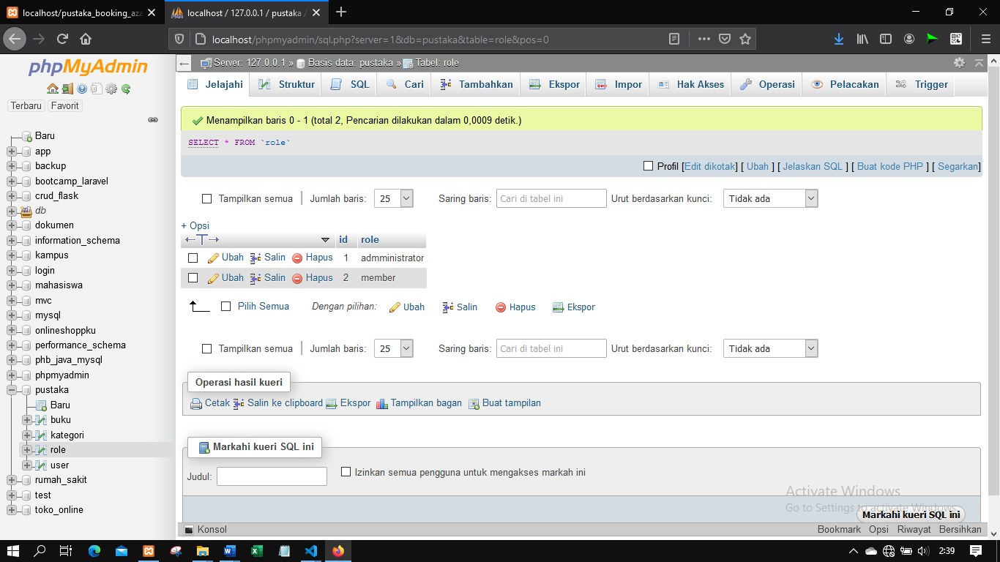 localhost/pustaka_booking_aza
localhost / 127.0.0.1 / pustaka /
localhost/phpmyadmin/sql.php?server=1&db=pustaka&table=role&pos=0
phpMyAdmin
Terbaru Favorit
Baru
app
backup
bootcamp_laravel
crud_flask
db
dokumen
information_schema
kampus
login
mahasiswa
mvc
mysql
onlineshoppku
performance_schema
phb_java_mysql
phpmyadmin
pustaka
Baru
buku
kategori
role
user
rumah_sakit
test
toko_online
Server: 127.0.0.1 » Basis data: pustaka » Tabel: role
Jelajahi Struktur SQL Cari Tambahkan Ekspor Impor Hak Akses Operasi Pelacakan Trigger
Menampilkan baris 0 - 1 (total 2, Pencarian dilakukan dalam 0,0009 detik.)
SELECT * FROM `role`
Profil [Edit dikotak] [ Ubah ] [ Jelaskan SQL ] [ Buat kode PHP ] [ Segarkan]
Tampilkan semua Jumlah baris: 25 Saring baris: Cari di tabel ini Urut berdasarkan kunci: Tidak ada
+ Opsi
←T→ id role
Ubah Salin Hapus 1 admministrator
Ubah Salin Hapus 2 member
Pilih Semua Dengan pilihan: Ubah Salin Hapus Ekspor
Tampilkan semua Jumlah baris: 25 Saring baris: Cari di tabel ini Urut berdasarkan kunci: Tidak ada
Operasi hasil kueri
Cetak Salin ke clipboard Ekspor Tampilkan bagan Buat tampilan
Markahi kueri SQL ini
Judul: Izinkan semua pengguna untuk mengakses markah ini
Activate Windows
Go to Settings to activate Windows.
Markahi kueri SQL ini
Konsol Bookmark Opsi Riwayat Bersihkan
2:39